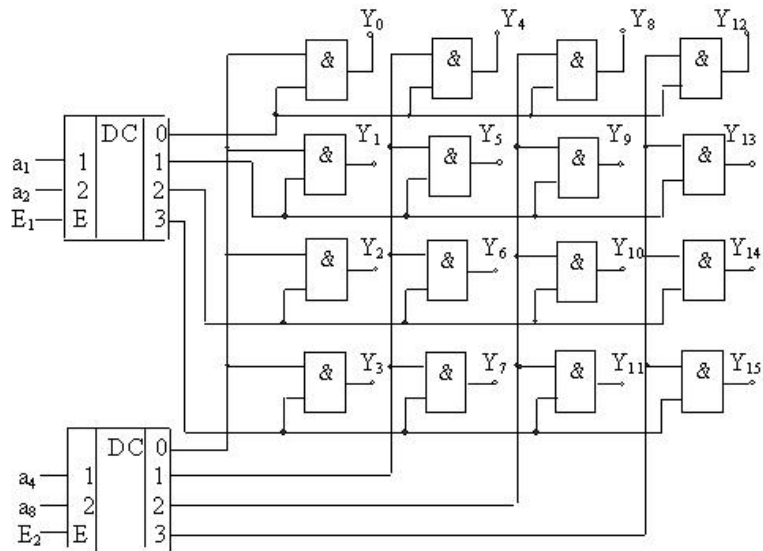 Y0 Y4 Y8 Y12
& & & &
DC 0
Y1 Y5 Y9 Y13
a1 1 1 & & & &
a2 2 2
E1 E 3
Y2 Y6 Y10 Y14
& & & &
Y3 Y7 Y11 Y15
& & & &
DC 0
a4 1 1
a8 2 2
E2 E 3